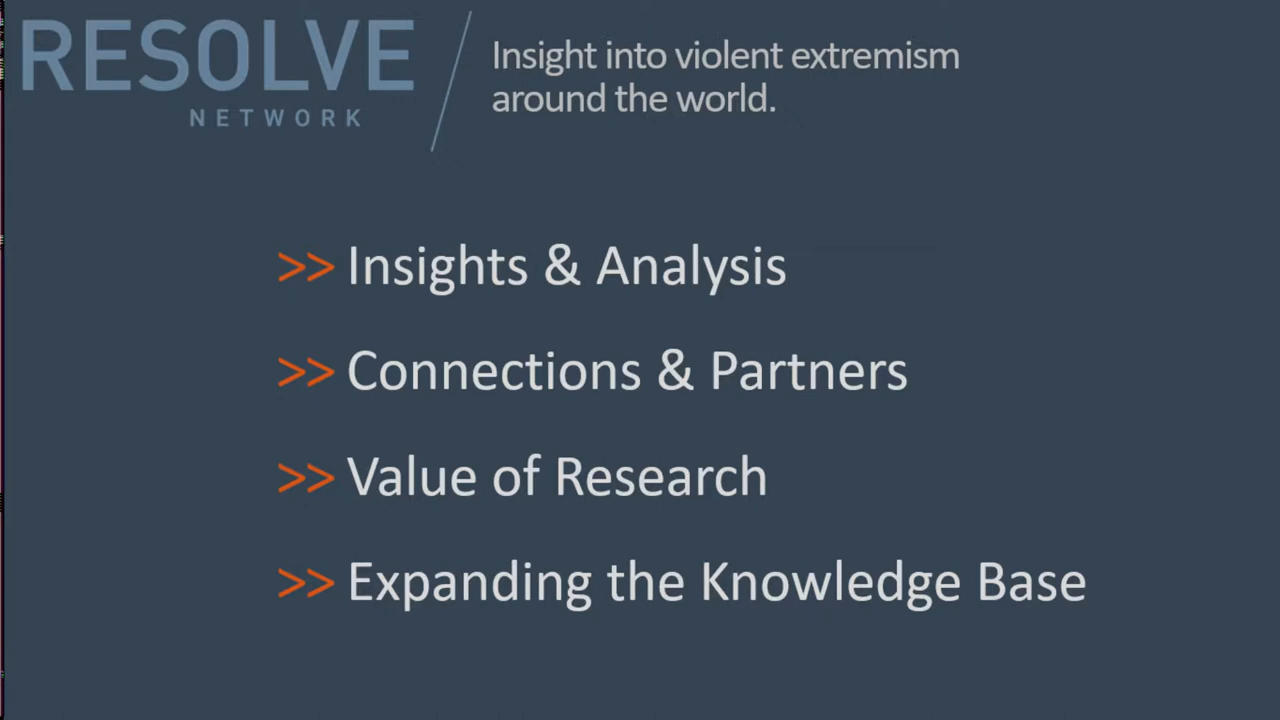 RESOLVE
NETWORK
Insight into violent extremism
around the world.
>> Insights & Analysis
>> Connections & Partners
>> Value of Research
>> Expanding the Knowledge Base